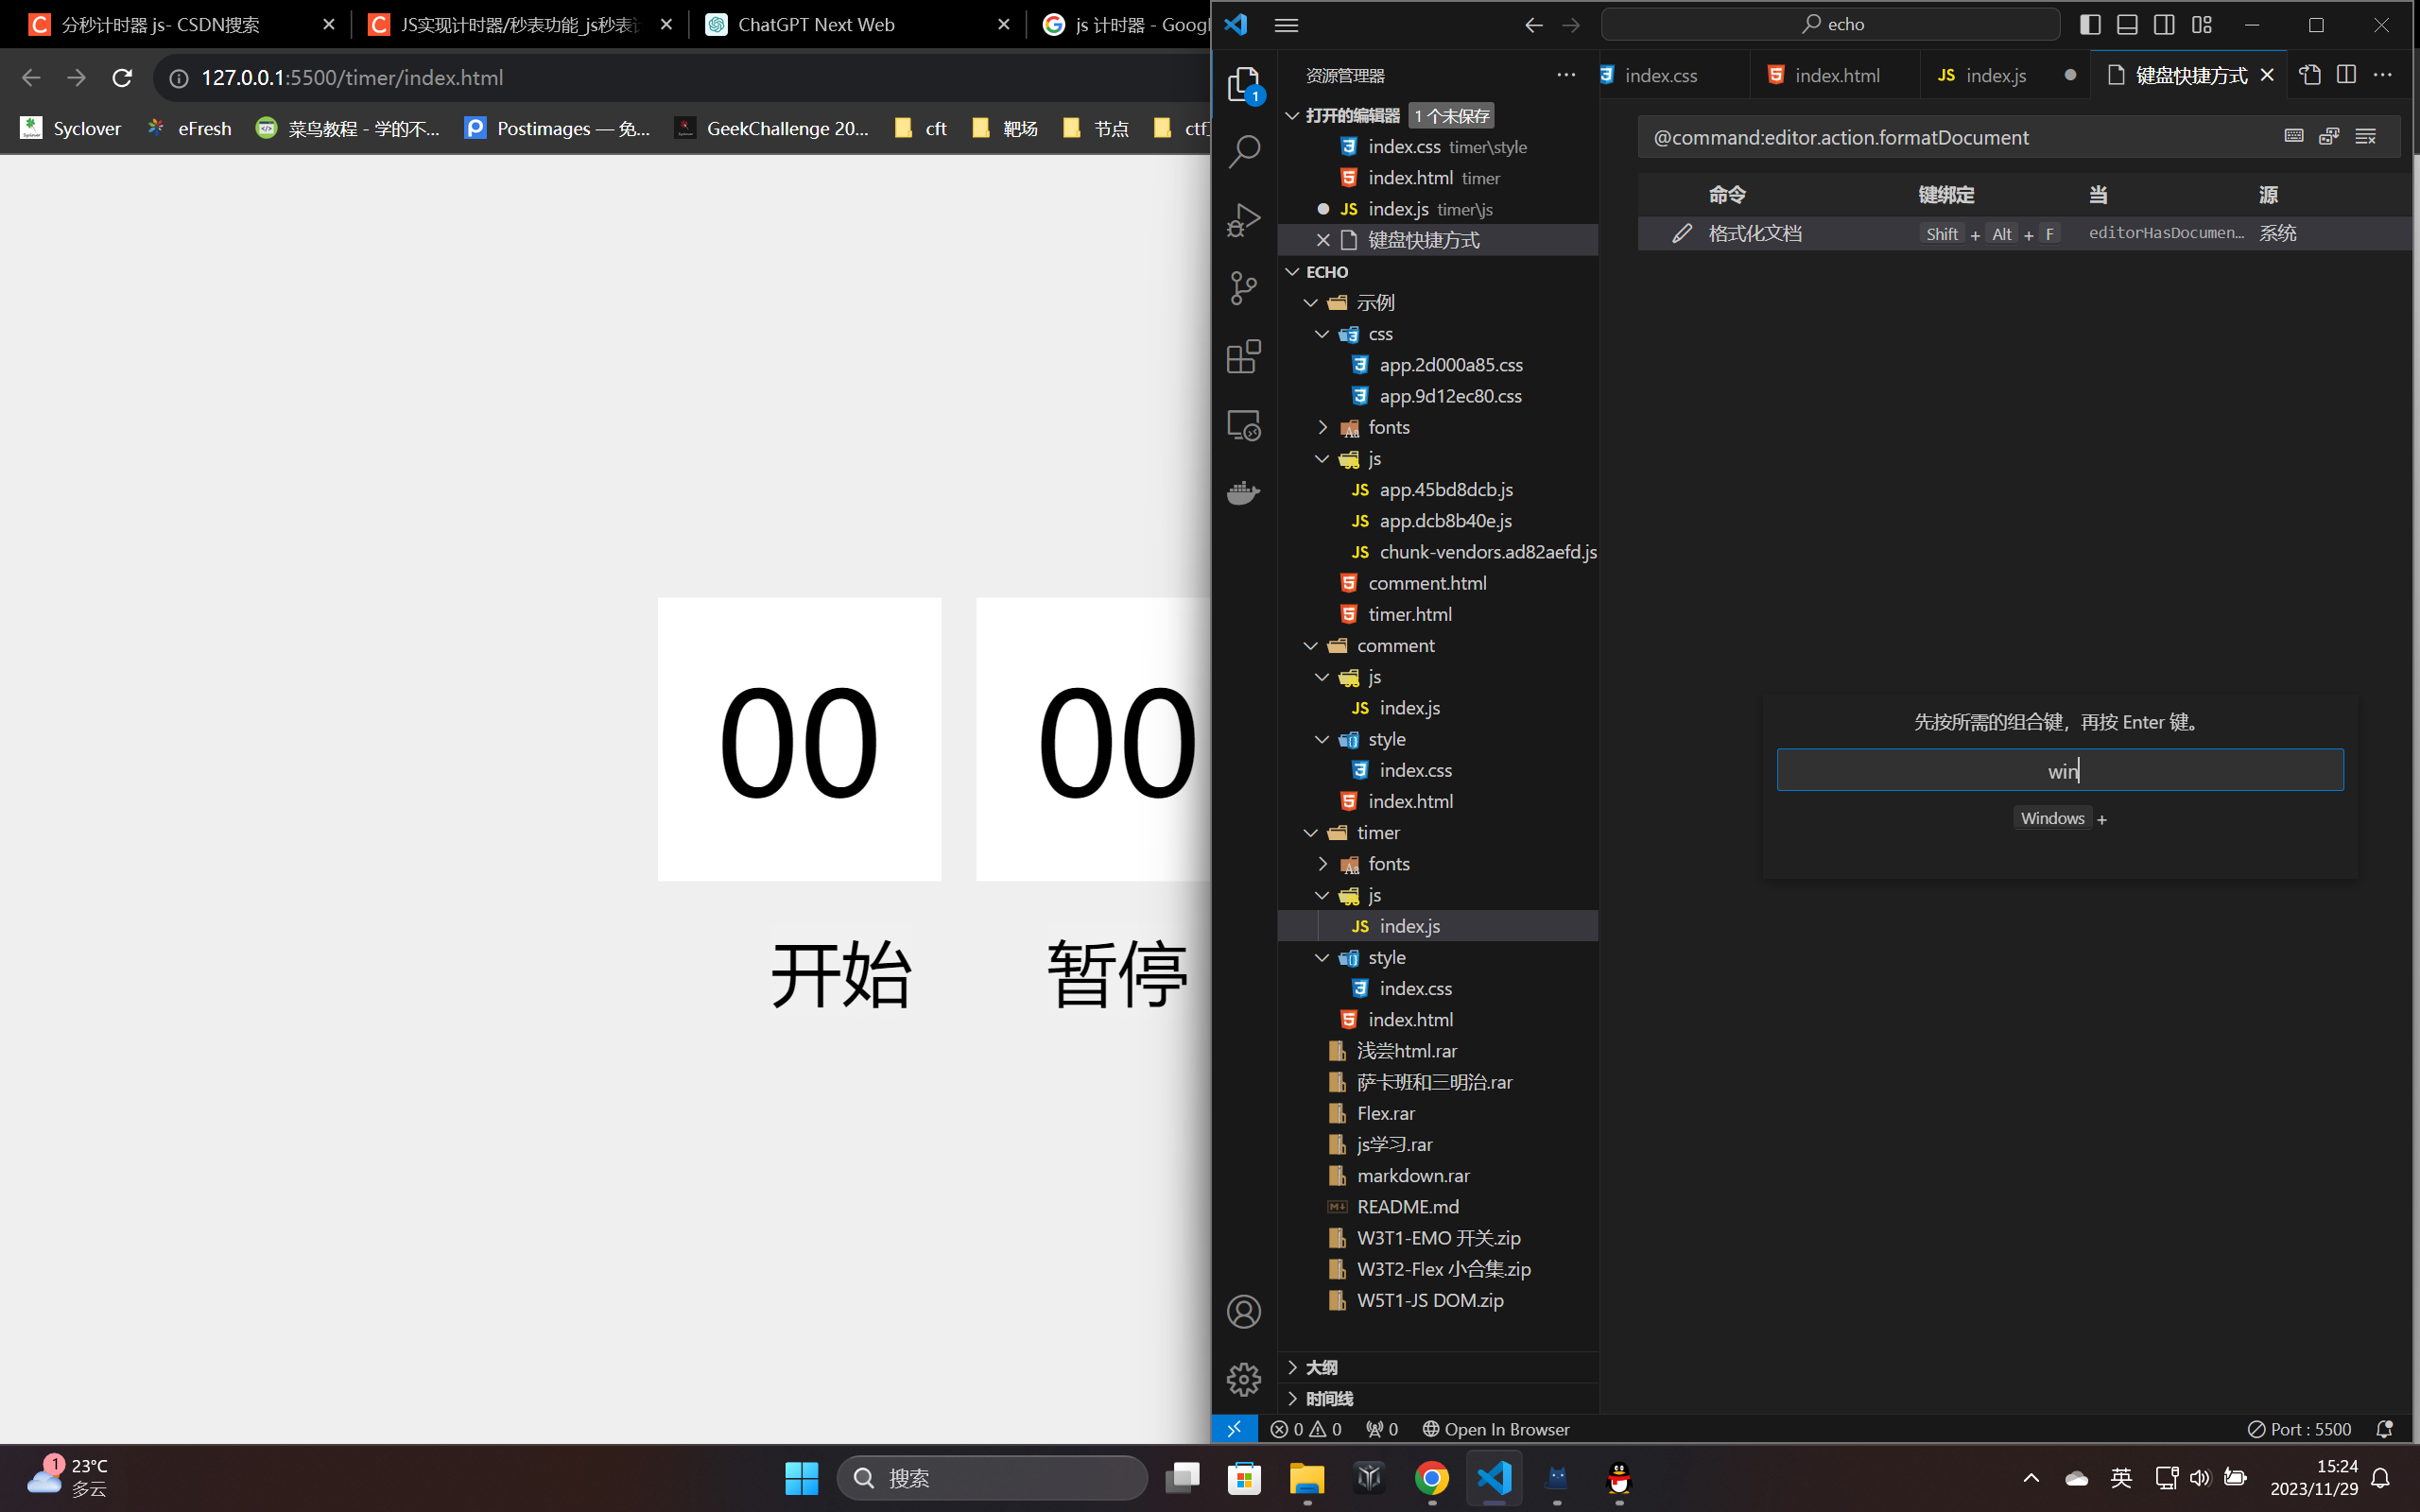 分秒计时器 js- CSDN搜索
JS实现计时器/秒表功能_js秒表
ChatGPT Next Web
js 计时器 - Googl
127.0.0.1:5500/timer/index.html
Syclover
eFresh
菜鸟教程 - 学的不...
Postimages — 免...
GeekChallenge 20...
cft
靶场
节点
ctf
00
00
开始
暂停
echo
资源管理器
打开的编辑器
1 个未保存
index.css timer\style
index.html timer
index.js timer\js
键盘快捷方式
ECHO
示例
css
app.2d000a85.css
app.9d12ec80.css
fonts
js
app.45bd8dcb.js
app.dcb8b40e.js
chunk-vendors.ad82aefd.js
comment.html
timer.html
comment
js
index.js
style
index.css
index.html
timer
fonts
js
index.js
style
index.css
index.html
浅尝html.rar
萨卡班和三明治.rar
Flex.rar
js学习.rar
markdown.rar
README.md
W3T1-EMO 开关.zip
W3T2-Flex 小合集.zip
W5T1-JS DOM.zip
大纲
时间线
index.css
index.html
index.js
键盘快捷方式
@command:editor.action.formatDocument
命令 键绑定 当 源
格式化文档 Shift + Alt + F editorHasDocumen... 系统
先按所需的组合键，再按 Enter 键。
win
Windows +
0 0 0 Open In Browser
Port : 5500
1
23°C
多云
搜索
英
15:24
2023/11/29